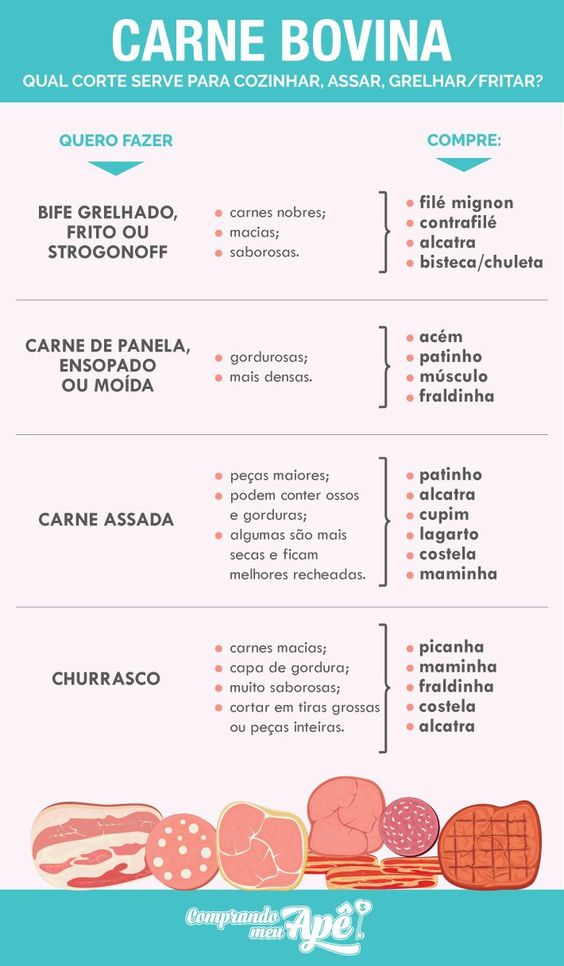 CARNE BOVINA
QUAL CORTE SERVE PARA COZINHAR, ASSAR, GRELHAR/FRITAR?
QUERO FAZER
COMPRE:
BIFE GRELHADO,
FRITO OU
STROGONOFF
carnes nobres;
macias;
saborosas.
filé mignon
contrafilé
alcatra
bisteca/chuleta
CARNE DE PANELA,
ENSOPADO
OU MOÍDA
gordurosas;
mais densas.
acém
patinho
músculo
fraldinha
CARNE ASSADA
peças maiores;
podem conter ossos
e gorduras;
algumas são mais
secas e ficam
melhores recheadas.
patinho
alcatra
cupim
lagarto
costela
maminha
CHURRASCO
carnes macias;
capa de gordura;
muito saborosas;
cortar em tiras grossas
ou peças inteiras.
picanha
maminha
fraldinha
costela
alcatra
Comprando
meu Apê